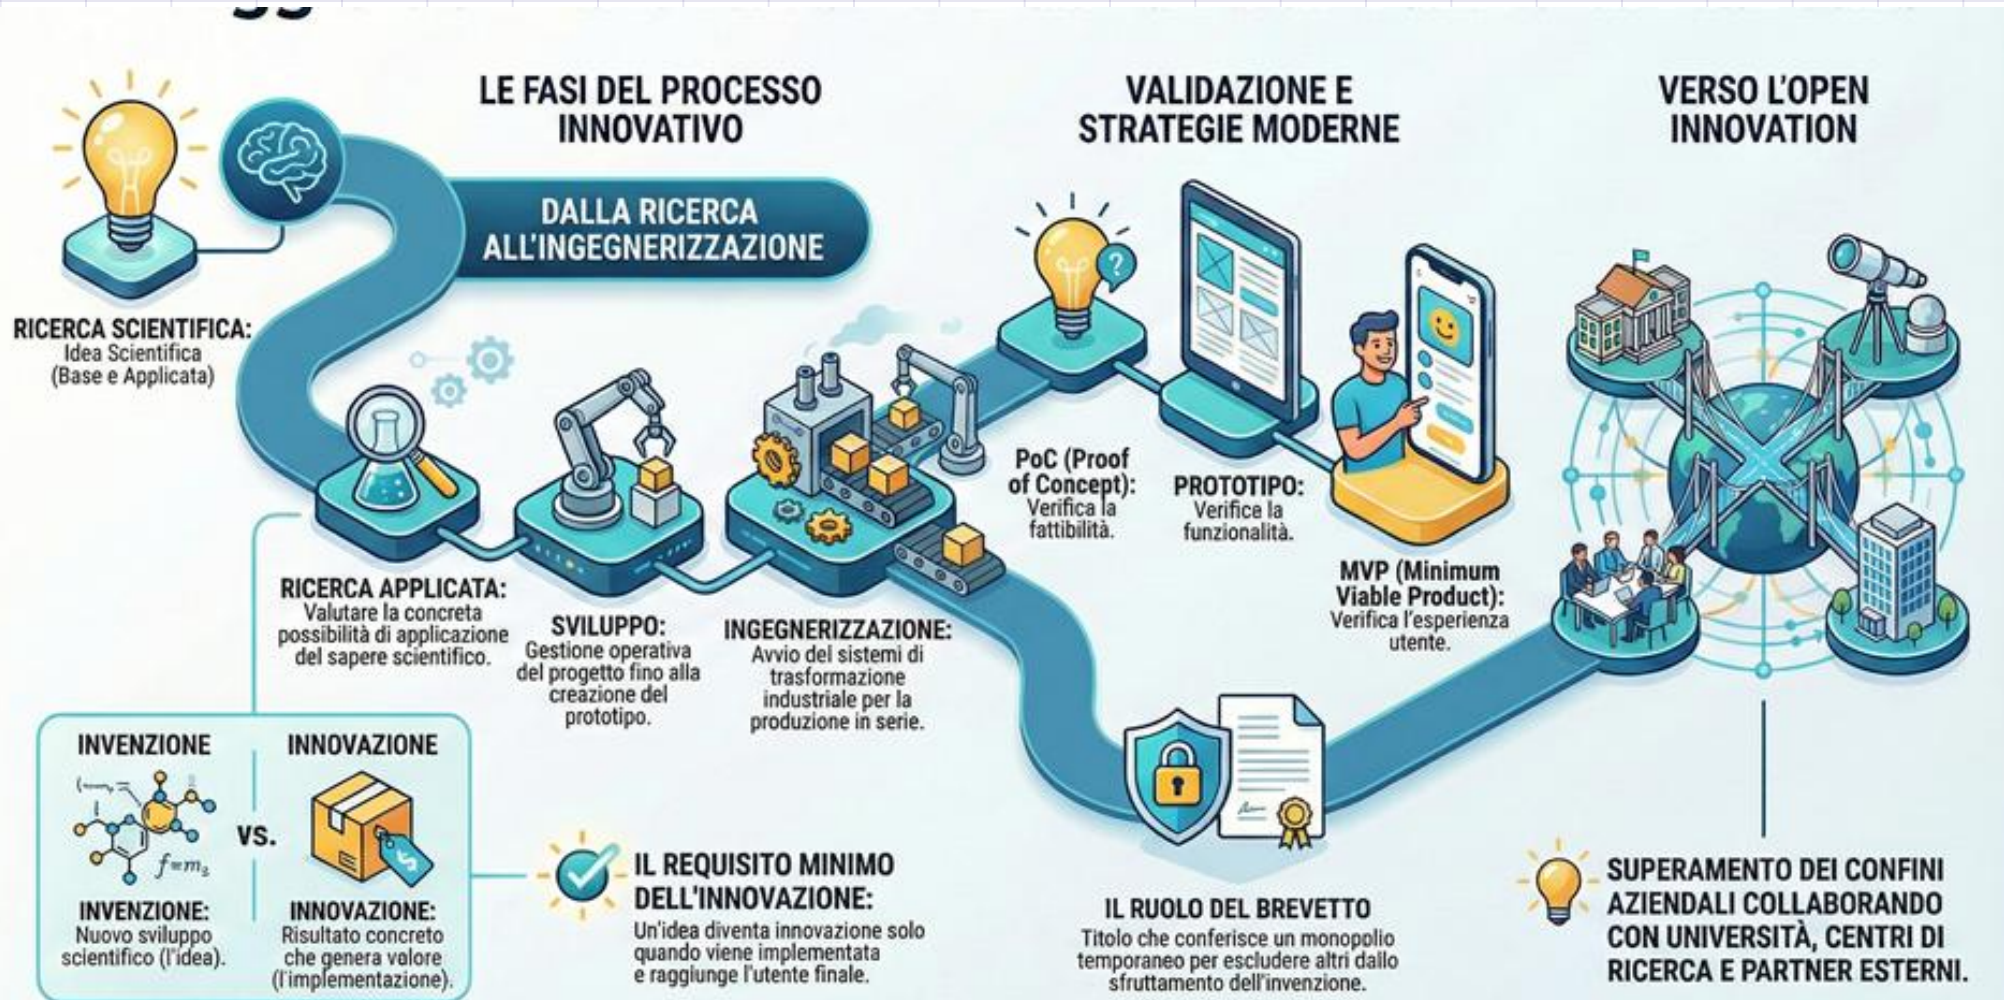 LE FASI DEL PROCESSO
INNOVATIVO
DALLA RICERCA
ALL'INGEGNERIZZAZIONE
RICERCA SCIENTIFICA:
Idea Scientifica
(Base e Applicata)
RICERCA APPLICATA:
Valutare la concreta
possibilità di applicazione
del sapere scientifico.
SVILUPPO:
Gestione operativa
del progetto fino alla
creazione del
prototipo.
INGEGNERIZZAZIONE:
Avvio del sistemi di
trasformazione
industriale per la
produzione in serie.
INVENZIONE
VS.
INNOVAZIONE
f=m₂
INVENZIONE:
Nuovo sviluppo
scientifico (l'idea).
INNOVAZIONE:
Risultato concreto
che genera valore
(l'implementazione).
IL REQUISITO MINIMO
DELL'INNOVAZIONE:
Un'idea diventa innovazione solo
quando viene implementata
e raggiunge l'utente finale.
VALIDAZIONE E
STRATEGIE MODERNE
?
PoC (Proof
of Concept):
Verifica la
fattibilità.
PROTOTIPO:
Verifica la
funzionalità.
MVP (Minimum
Viable Product):
Verifica l'esperienza
utente.
IL RUOLO DEL BREVETTO
Titolo che conferisce un monopolio
temporaneo per escludere altri dallo
sfruttamento dell'invenzione.
VERSO L'OPEN
INNOVATION
SUPERAMENTO DEI CONFINI
AZIENDALI COLLABORANDO
CON UNIVERSITÀ, CENTRI DI
RICERCA E PARTNER ESTERNI.